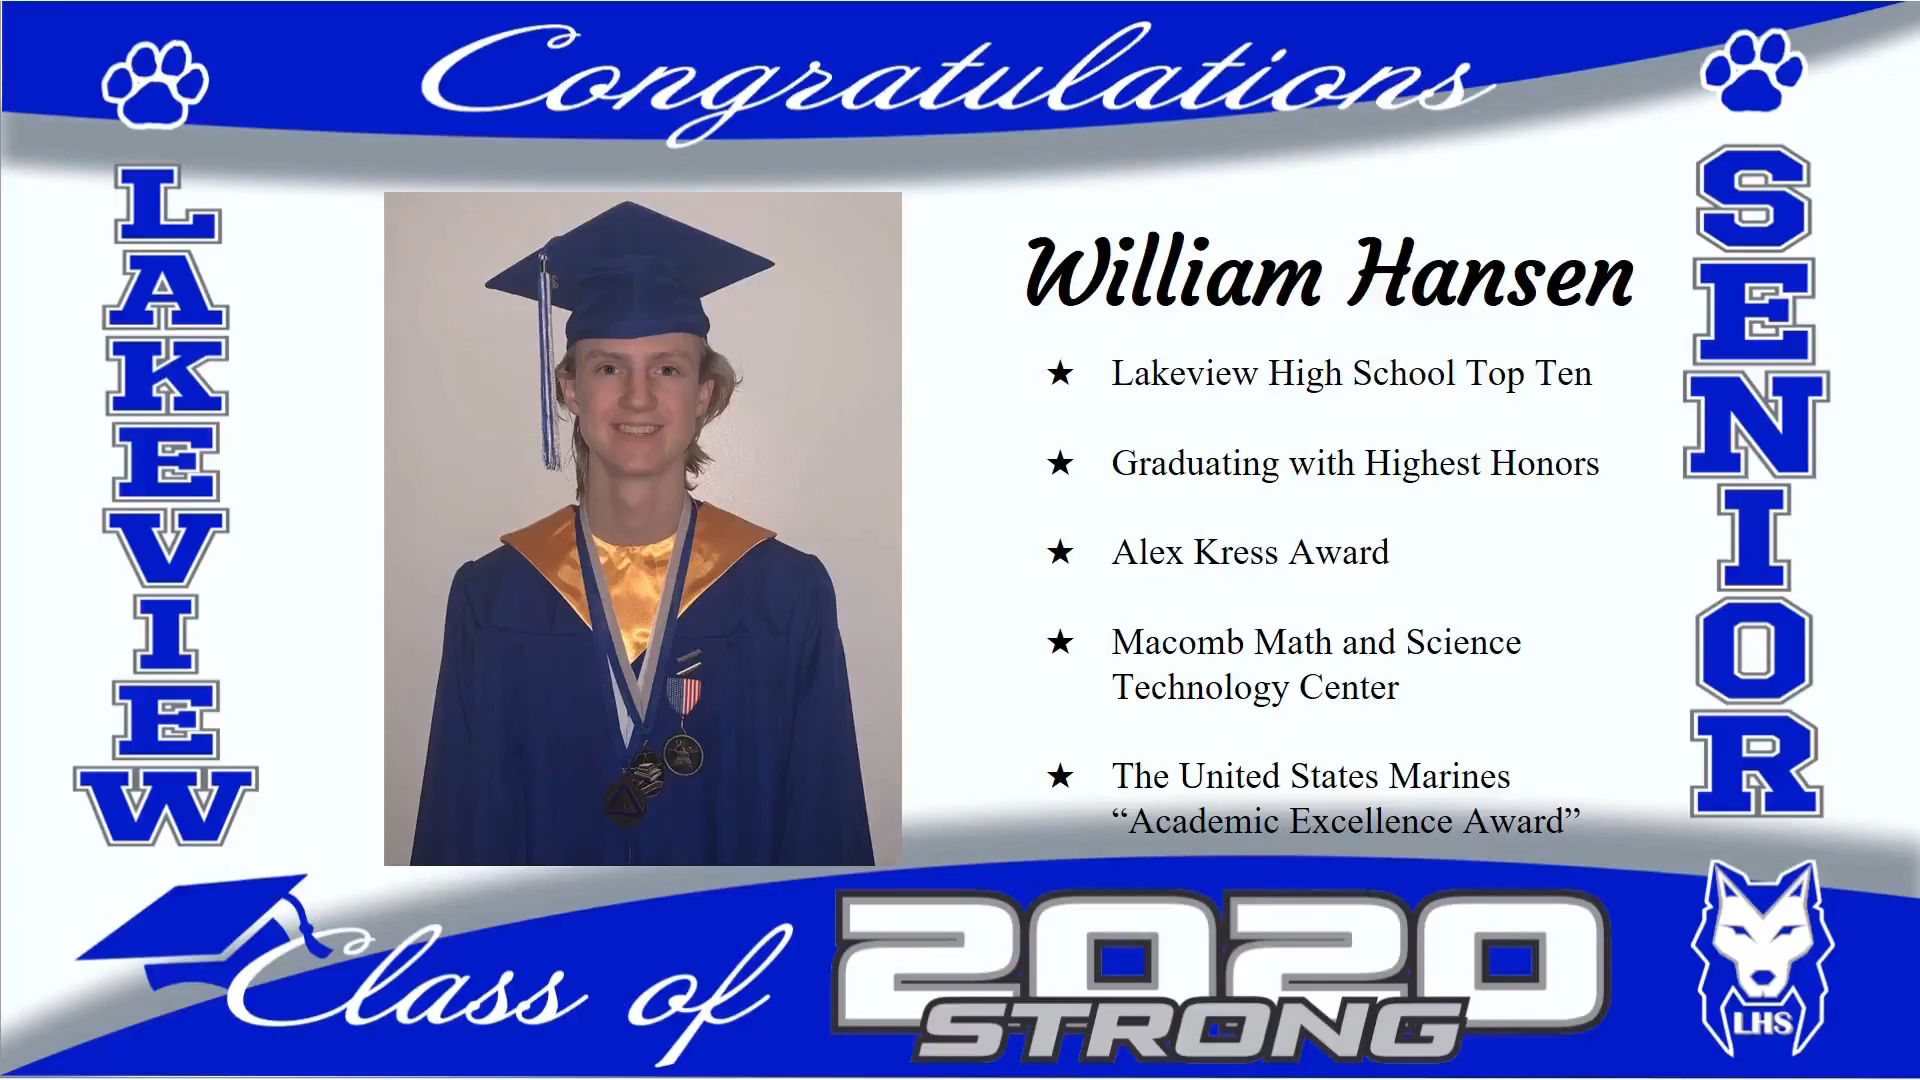 Congratulations
LAKEVIEW
SENIOR
William Hansen
★ Lakeview High School Top Ten
★ Graduating with Highest Honors
★ Alex Kress Award
★ Macomb Math and Science
Technology Center
★ The United States Marines
“Academic Excellence Award”
Class of 2020
STRONG
LHS